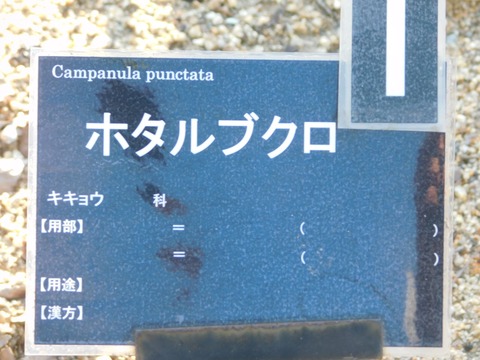 Campanula punctata
ホタルブクロ
キキョウ 科
【用部】 = ( )
= ( )
【用途】
【漢方】